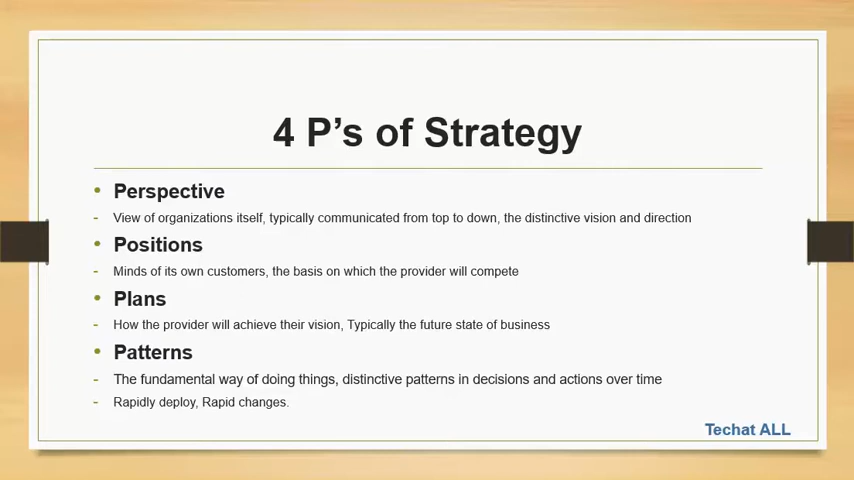 4 P’s of Strategy
• Perspective
- View of organizations itself, typically communicated from top to down, the distinctive vision and direction
• Positions
- Minds of its own customers, the basis on which the provider will compete
• Plans
- How the provider will achieve their vision, Typically the future state of business
• Patterns
- The fundamental way of doing things, distinctive patterns in decisions and actions over time
- Rapidly deploy, Rapid changes.
Techat ALL